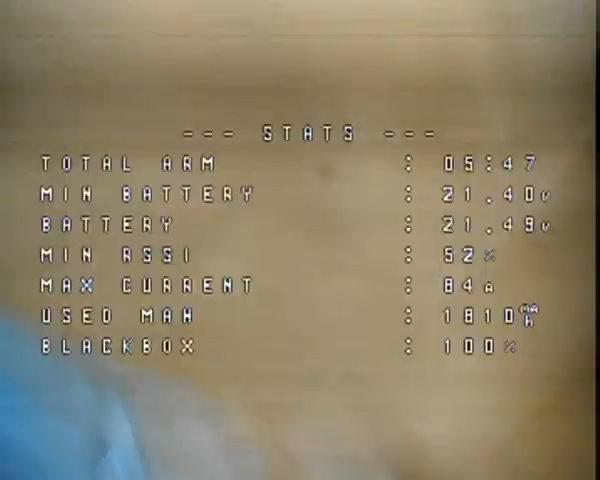 --- STATS ---
TOTAL ARM : 05:47
MIN BATTERY : 21.40V
BATTERY : 21.49V
MIN RSSI : 52%
MAX CURRENT : 84A
USED MAH : 1810MAH
BLACKBOX : 100%